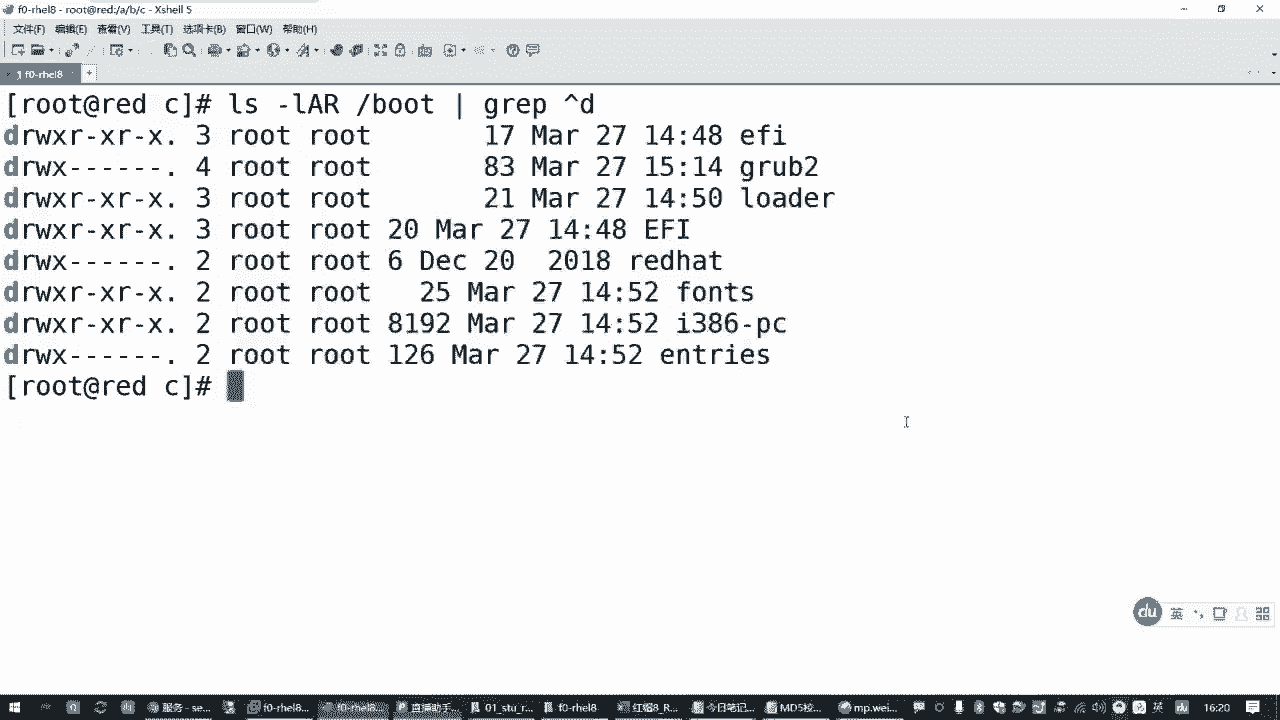 f0-rhel8 - root@red:/a/b/c - Xshell 5
文件(F) 编辑(E) 查看(V) 工具(T) 选项卡(B) 窗口(W) 帮助(H)
1 f0-rhel8 +
[root@red c]# ls -lAR /boot | grep ^d
drwxr-xr-x. 3 root root       17 Mar 27 14:48 efi
drwx------. 4 root root       83 Mar 27 15:14 grub2
drwxr-xr-x. 3 root root       21 Mar 27 14:50 loader
drwxr-xr-x. 3 root root 20 Mar 27 14:48 EFI
drwx------. 2 root root 6 Dec 20  2018 redhat
drwxr-xr-x. 2 root root   25 Mar 27 14:52 fonts
drwxr-xr-x. 2 root root 8192 Mar 27 14:52 i386-pc
drwx------. 2 root root 126 Mar 27 14:52 entries
[root@red c]#
du 英
服务 - se... f0-rhel8... f0-rhel8... 直播助手... 01_stu_r... f0-rhel8 红帽8_R... 今日笔记... MD5校... mp.wei... 英 du 16:20